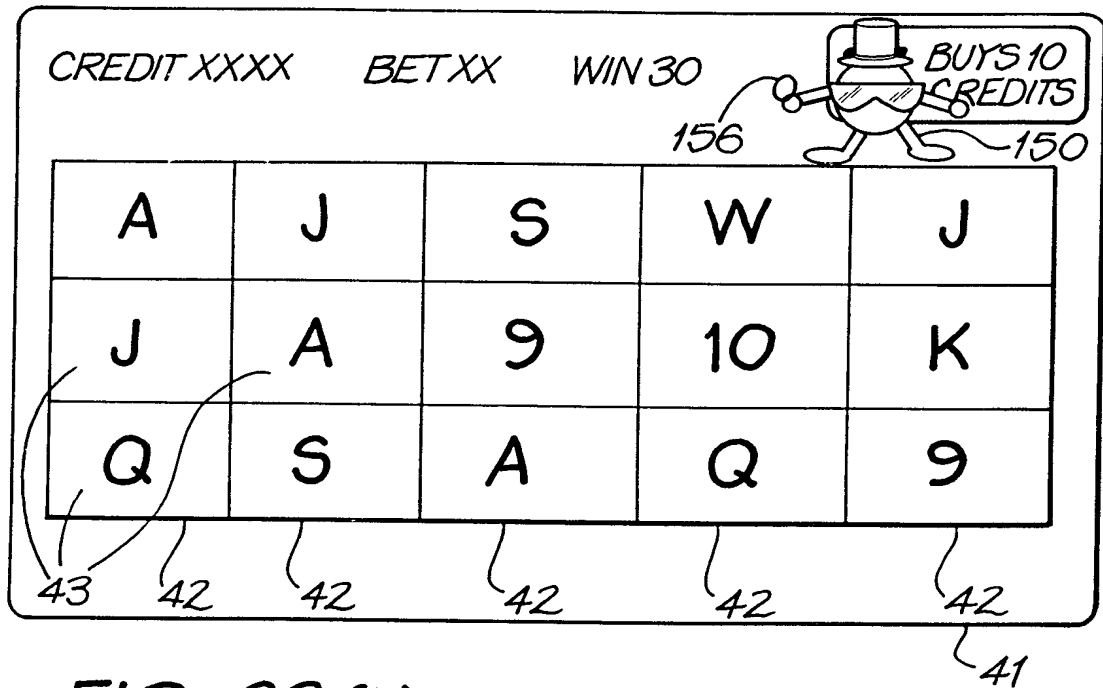 CREDIT XXXX BET XX WIN 30 BUYS 10
CREDITS
156 150
A J S W J
J A 9 10 K
Q S A Q 9
43 42 42 42 42 42
41